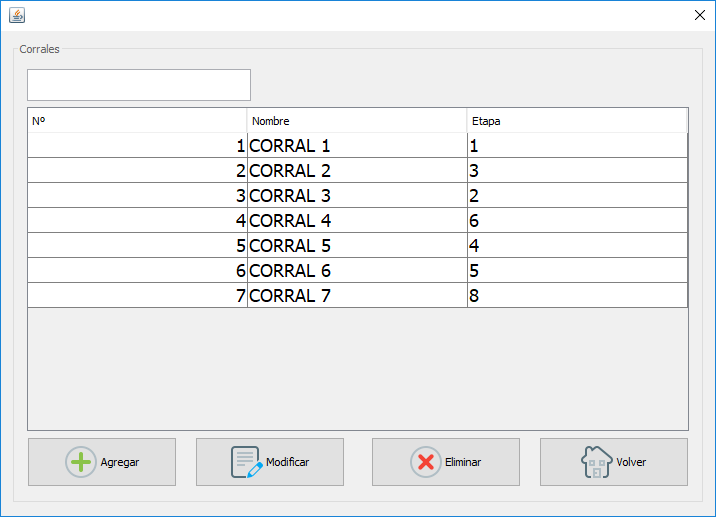 Corrales
Nº Nombre Etapa
1 CORRAL 1 1
2 CORRAL 2 3
3 CORRAL 3 2
4 CORRAL 4 6
5 CORRAL 5 4
6 CORRAL 6 5
7 CORRAL 7 8
Agregar Modificar Eliminar Volver